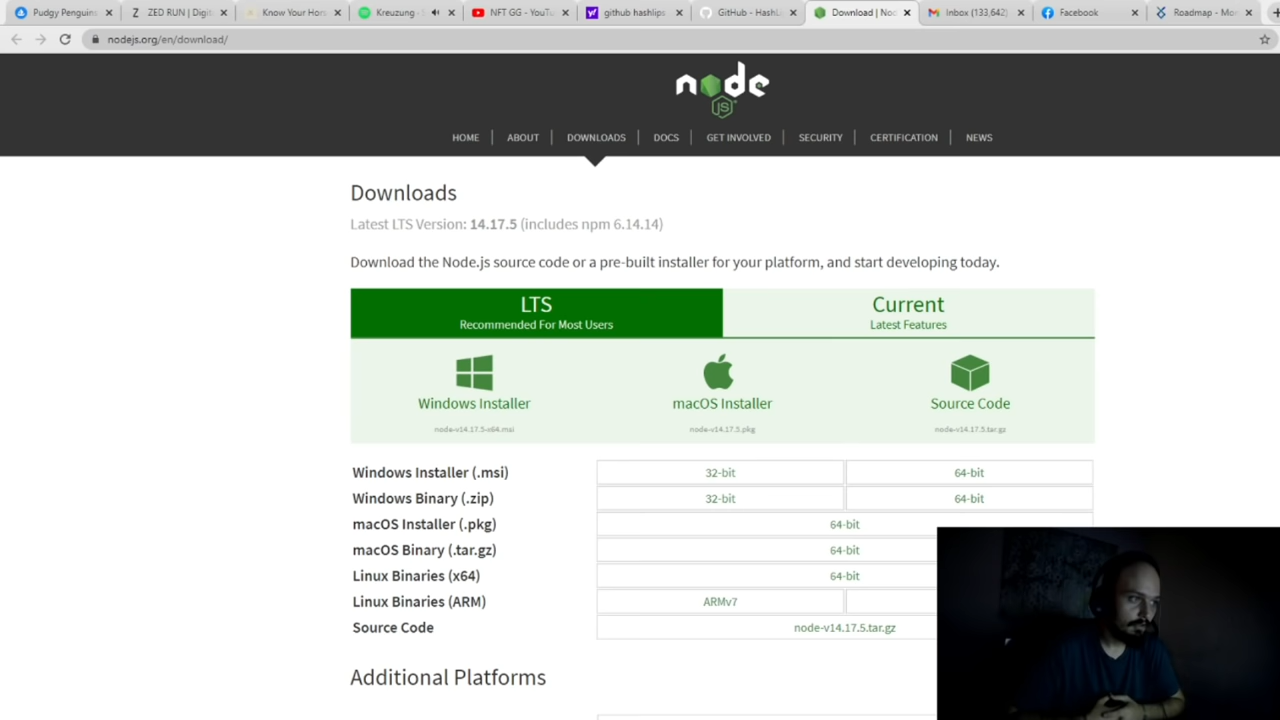 Pudgy Penguins
ZED RUN | Digit
Know Your Hors
Kreuzung -
NFT GG - YouTu
github hashlips
GitHub - HashLi
Download | Nod
Inbox (133,642)
Facebook
Roadmap - Mon
nodejs.org/en/download/
node
JS
HOME
ABOUT
DOWNLOADS
DOCS
GET INVOLVED
SECURITY
CERTIFICATION
NEWS
Downloads
Latest LTS Version: 14.17.5 (includes npm 6.14.14)
Download the Node.js source code or a pre-built installer for your platform, and start developing today.
LTS
Recommended For Most Users
Current
Latest Features
Windows Installer
node-v14.17.5-x64.msi
macOS Installer
node-v14.17.5.pkg
Source Code
node-v14.17.5.tar.gz
Windows Installer (.msi) 32-bit 64-bit
Windows Binary (.zip) 32-bit 64-bit
macOS Installer (.pkg) 64-bit
macOS Binary (.tar.gz) 64-bit
Linux Binaries (x64) 64-bit
Linux Binaries (ARM) ARMv7
Source Code node-v14.17.5.tar.gz
Additional Platforms